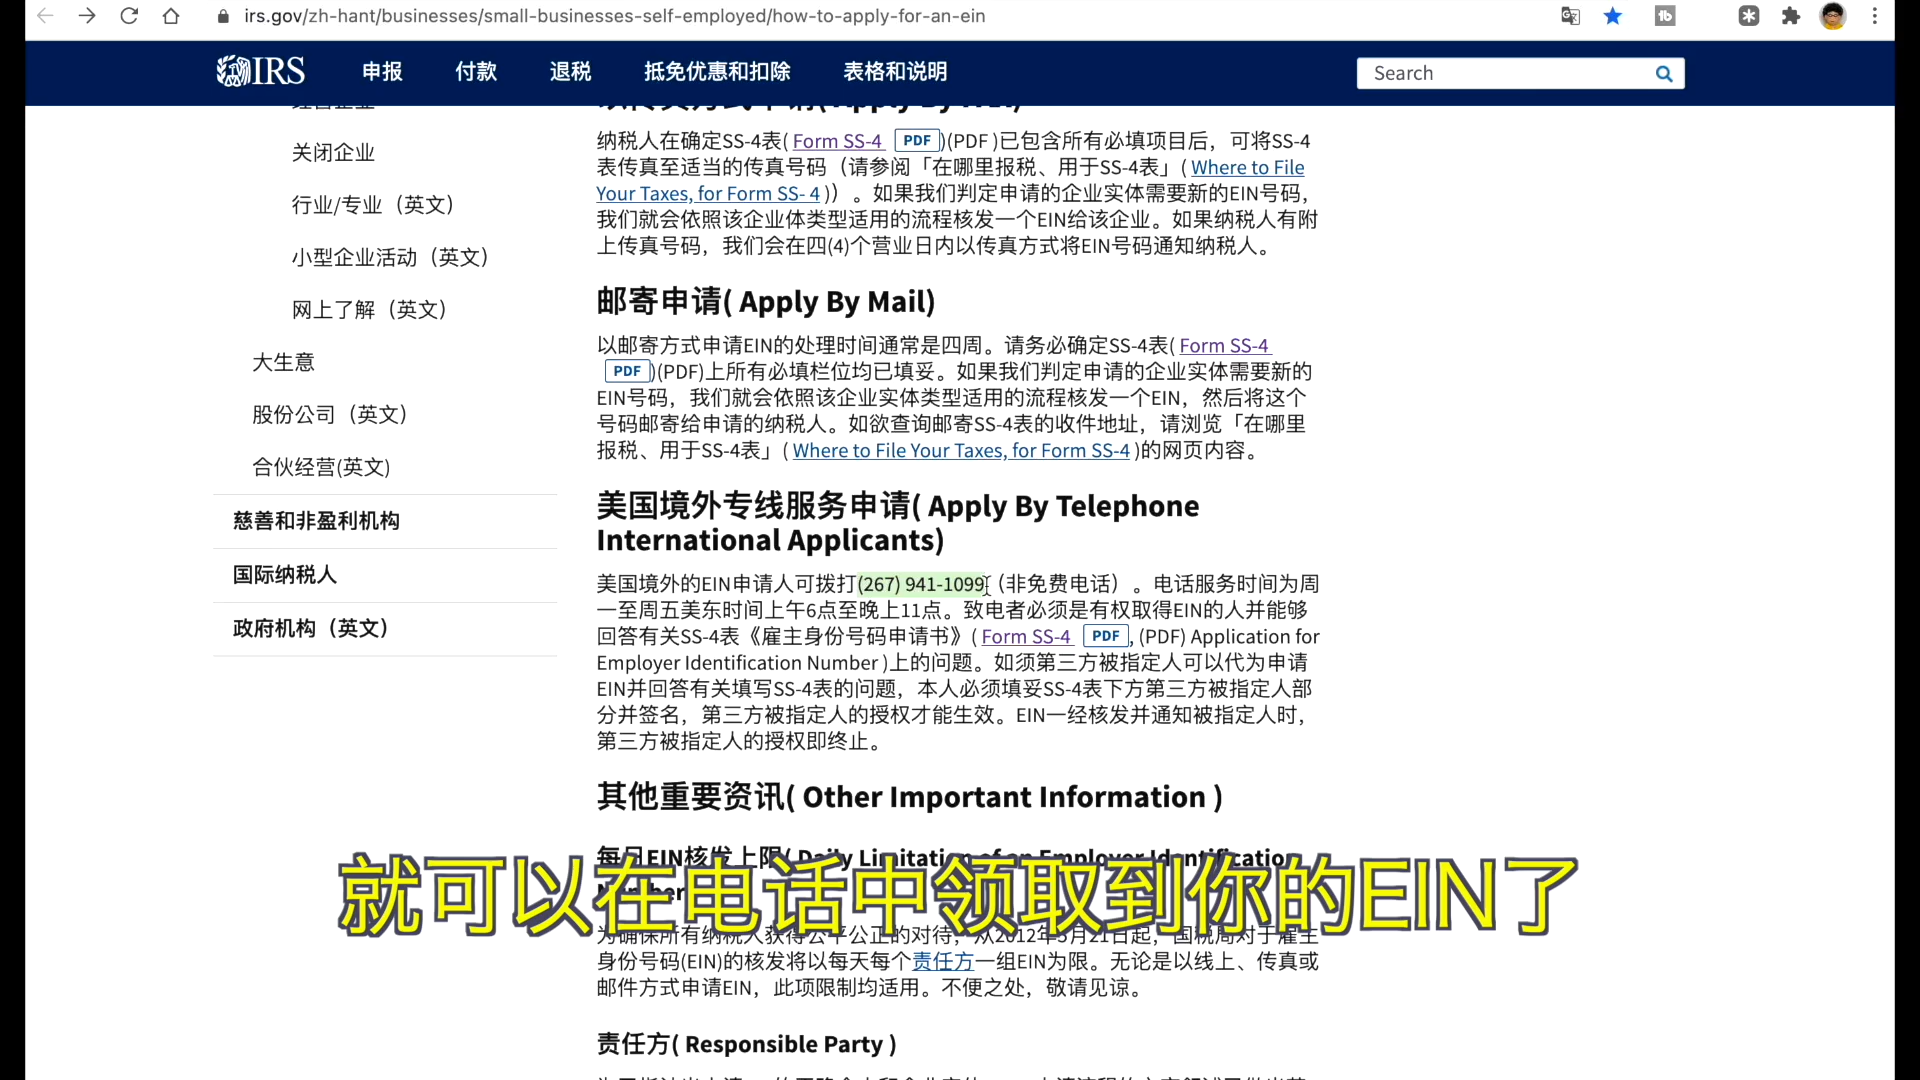 irs.gov/zh-hant/businesses/small-businesses-self-employed/how-to-apply-for-an-ein
IRS 申报 付款 退税 抵免优惠和扣除 表格和说明 Search
关闭企业
行业/专业（英文）
小型企业活动（英文）
网上了解（英文）
大生意
股份公司（英文）
合伙经营(英文)
慈善和非盈利机构
国际纳税人
政府机构（英文）
纳税人在确定SS-4表( Form SS-4 PDF )(PDF )已包含所有必填项目后，可将SS-4
表传真至适当的传真号码（请参阅「在哪里报税、用于SS-4表」( Where to File
Your Taxes, for Form SS- 4 )）。如果我们判定申请的企业实体需要新的EIN号码，
我们就会依照该企业体类型适用的流程核发一个EIN给该企业。如果纳税人有附
上传真号码，我们会在四(4)个营业日内以传真方式将EIN号码通知纳税人。
邮寄申请( Apply By Mail)
以邮寄方式申请EIN的处理时间通常是四周。请务必确定SS-4表( Form SS-4
PDF )(PDF)上所有必填栏位均已填妥。如果我们判定申请的企业实体需要新的
EIN号码，我们就会依照该企业实体类型适用的流程核发一个EIN，然后将这个
号码邮寄给申请的纳税人。如欲查询邮寄SS-4表的收件地址，请浏览「在哪里
报税、用于SS-4表」( Where to File Your Taxes, for Form SS-4 )的网页内容。
美国境外专线服务申请( Apply By Telephone
International Applicants)
美国境外的EIN申请人可拨打(267) 941-1099（非免费电话）。电话服务时间为周
一至周五美东时间上午6点至晚上11点。致电者必须是有权取得EIN的人并能够
回答有关SS-4表《雇主身份号码申请书》( Form SS-4 PDF , (PDF) Application for
Employer Identification Number )上的问题。如须第三方被指定人可以代为申请
EIN并回答有关填写SS-4表的问题，本人必须填妥SS-4表下方第三方被指定人部
分并签名，第三方被指定人的授权才能生效。EIN一经核发并通知被指定人时，
第三方被指定人的授权即终止。
其他重要资讯( Other Important Information )
每日EIN核发上限( Daily Limitation of an Employer Identification
就可以在电话中领取到你的EIN了
为确保所有纳税人获得公平公正的对待，从2012年5月21日起，国税局对于雇主
身份号码(EIN)的核发将以每天每个责任方一组EIN为限。无论是以线上、传真或
邮件方式申请EIN，此项限制均适用。不便之处，敬请见谅。
责任方( Responsible Party )